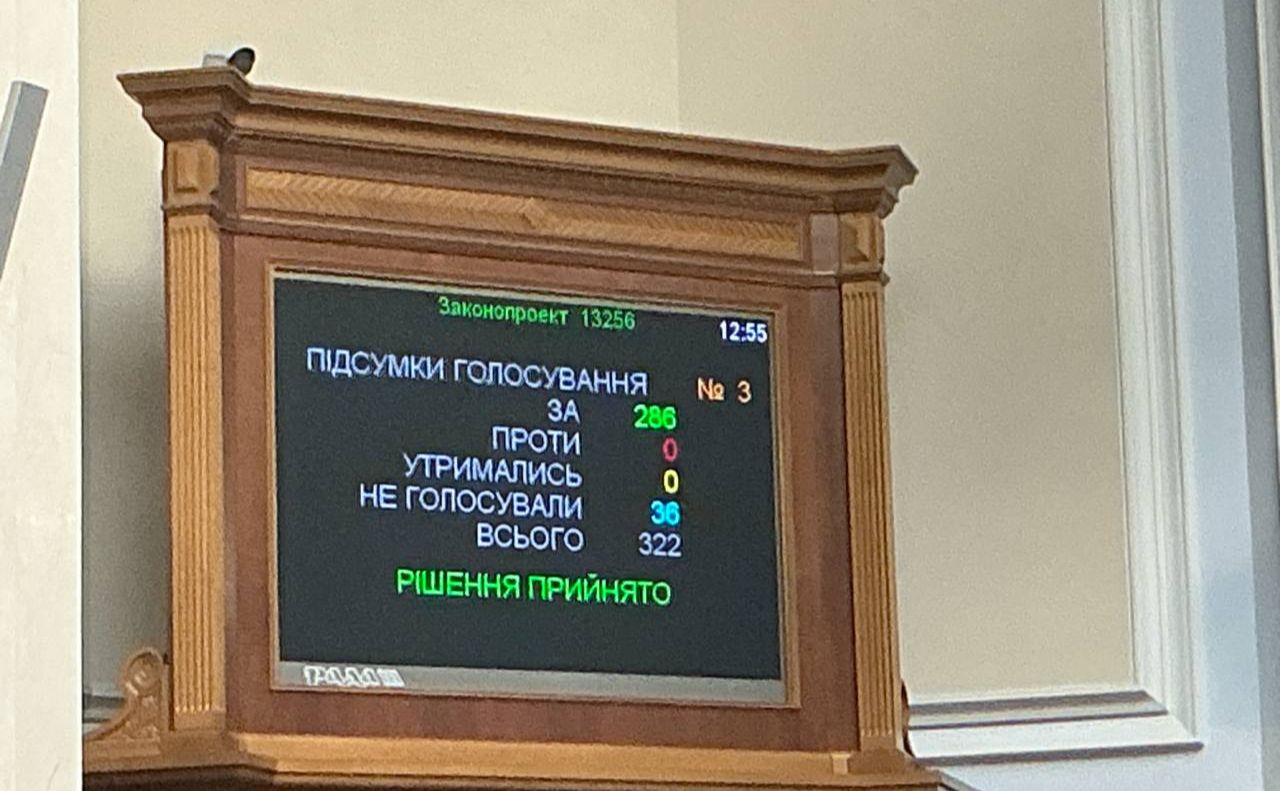 Законопроект 13256
12:55
ПІДСУМКИ ГОЛОСУВАННЯ № 3
ЗА 286
ПРОТИ 0
УТРИМАЛИСЬ 0
НЕ ГОЛОСУВАЛИ 36
ВСЬОГО 322
РІШЕННЯ ПРИЙНЯТО